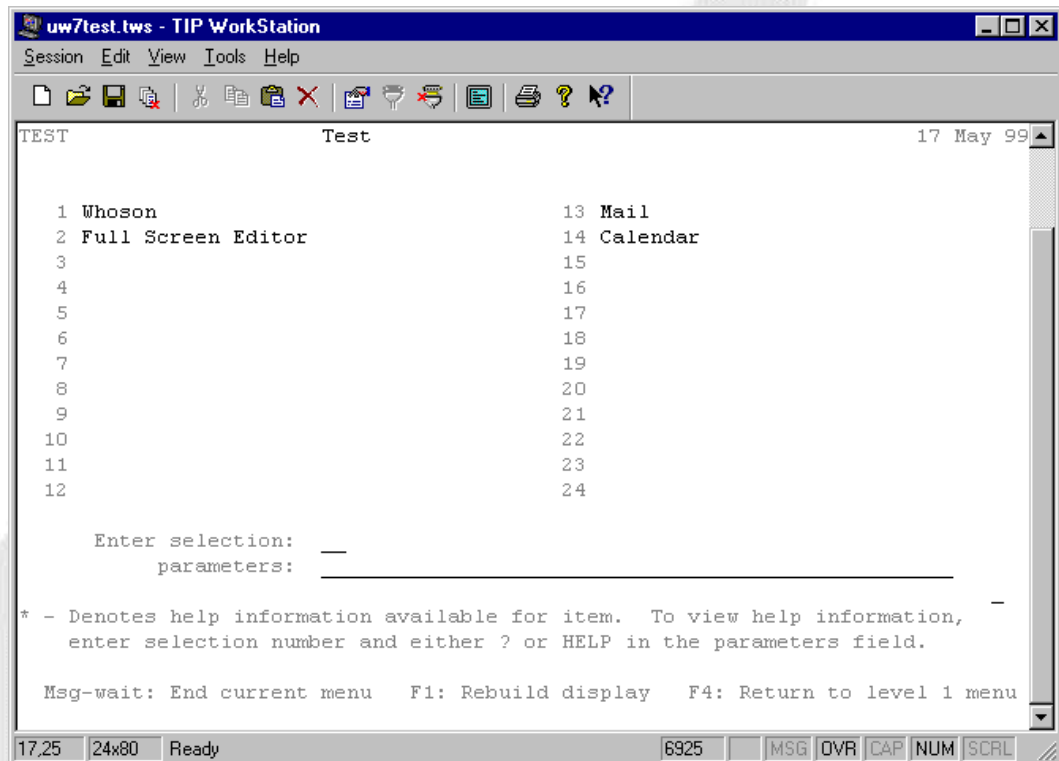 uw7test.tws - TIP WorkStation
Session Edit View Tools Help
TEST Test 17 May 99
1 Whoson 13 Mail
2 Full Screen Editor 14 Calendar
3 15
4 16
5 17
6 18
7 19
8 20
9 21
10 22
11 23
12 24
Enter selection:
parameters:
* - Denotes help information available for item. To view help information,
enter selection number and either ? or HELP in the parameters field.
Msg-wait: End current menu F1: Rebuild display F4: Return to level 1 menu
17,25 24x80 Ready 6925 MSG OVR CAP NUM SCRL